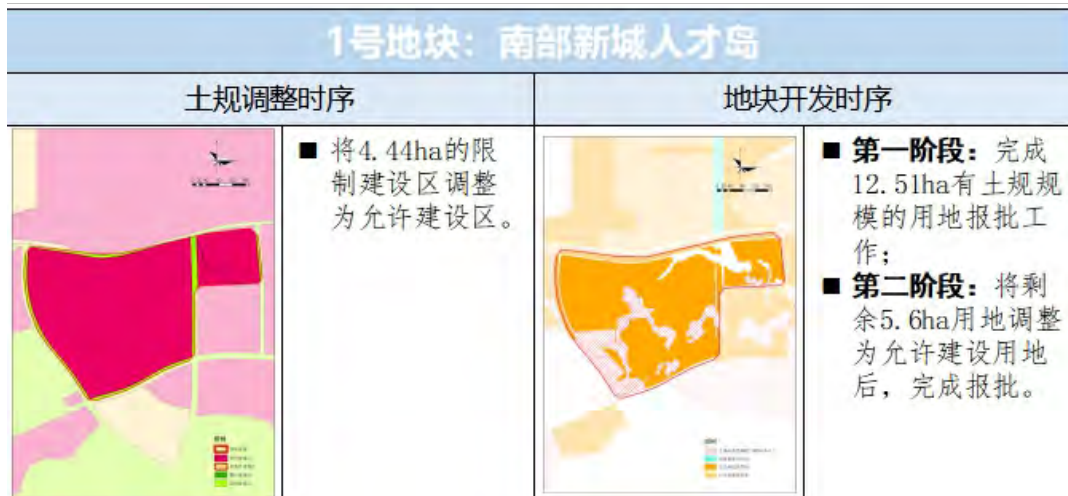 1号地块：南部新城人才岛
土规调整时序
地块开发时序
■ 将4.44ha的限
制建设区调整
为允许建设区。
■ 第一阶段：完成
12.51ha有土规规
模的用地报批工
作；
■ 第二阶段：将剩
余5.6ha用地调整
为允许建设用地
后，完成报批。